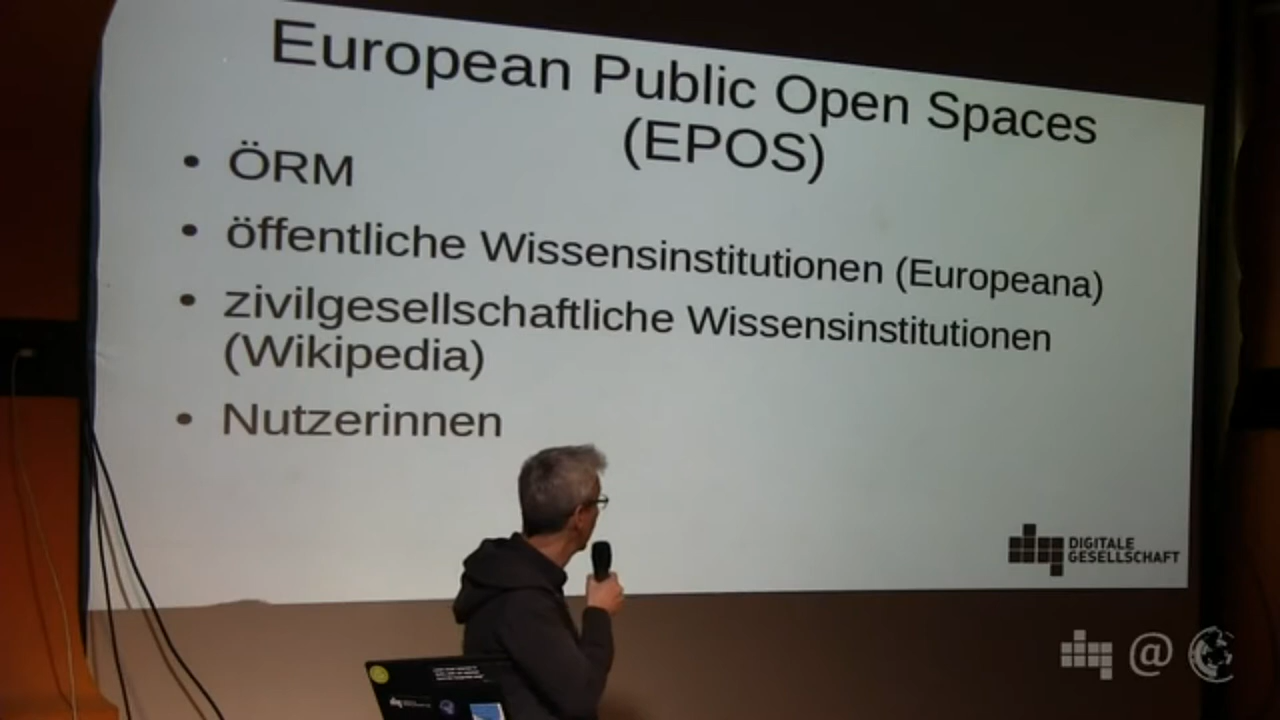 European Public Open Spaces
(EPOS)
• ÖRM
• öffentliche Wissensinstitutionen (Europeana)
• zivilgesellschaftliche Wissensinstitutionen
(Wikipedia)
• Nutzerinnen
DIGITALE
GESELLSCHAFT
@